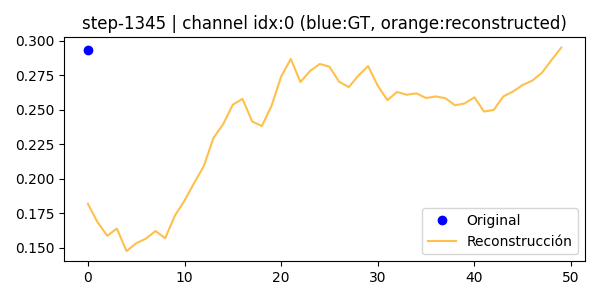 step-1345 | channel idx:0 (blue:GT, orange:reconstructed)
0.300
0.275
0.250
0.225
0.200
0.175
0.150
Original
Reconstrucción
0 10 20 30 40 50